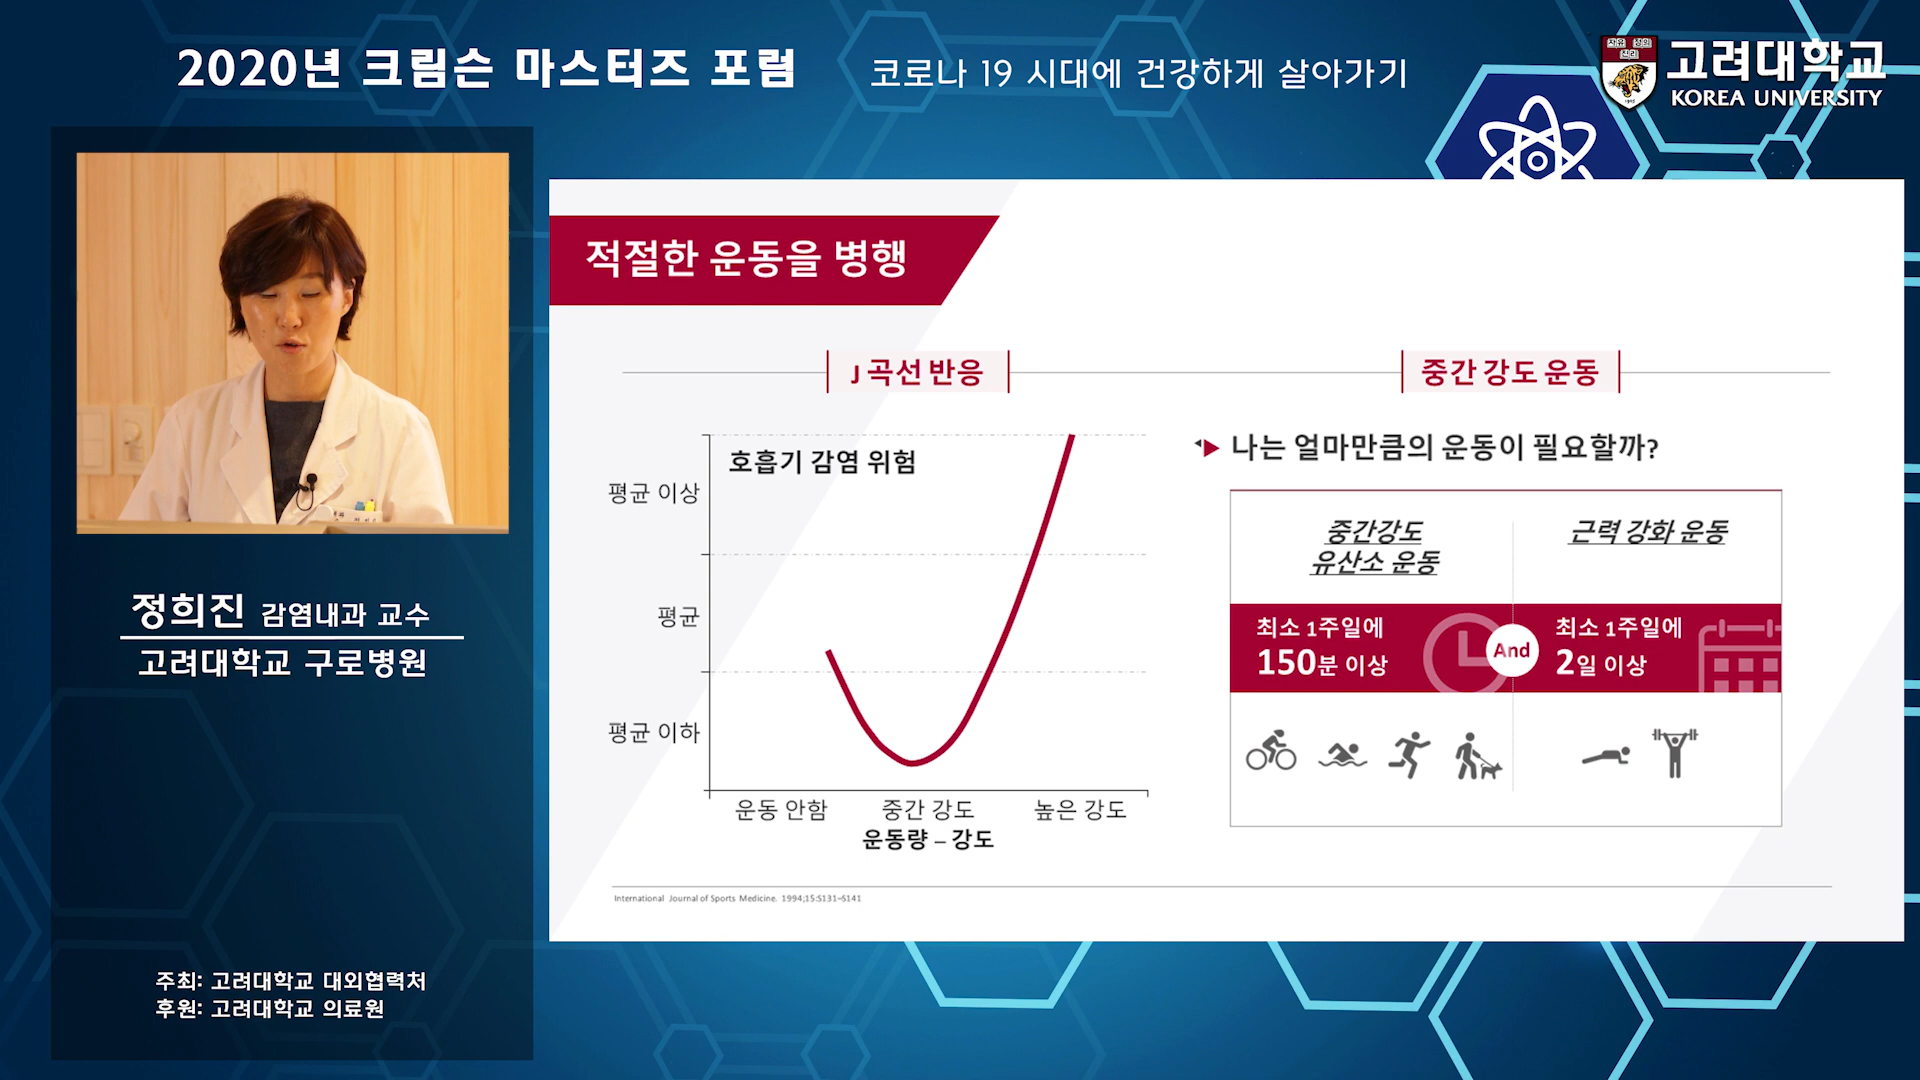 2020년 크림슨 마스터즈 포럼
코로나 19 시대에 건강하게 살아가기
고려대학교
KOREA UNIVERSITY
정희진 감염내과 교수
고려대학교 구로병원
주최: 고려대학교 대외협력처
후원: 고려대학교 의료원
적절한 운동을 병행
J 곡선 반응
호흡기 감염 위험
평균 이상
평균
평균 이하
운동 안함
중간 강도
높은 강도
운동량 – 강도
중간 강도 운동
나는 얼마만큼의 운동이 필요할까?
중간강도
유산소 운동
근력 강화 운동
최소 1주일에
150분 이상
And
최소 1주일에
2일 이상
International Journal of Sports Medicine. 1994;15:S131–S141